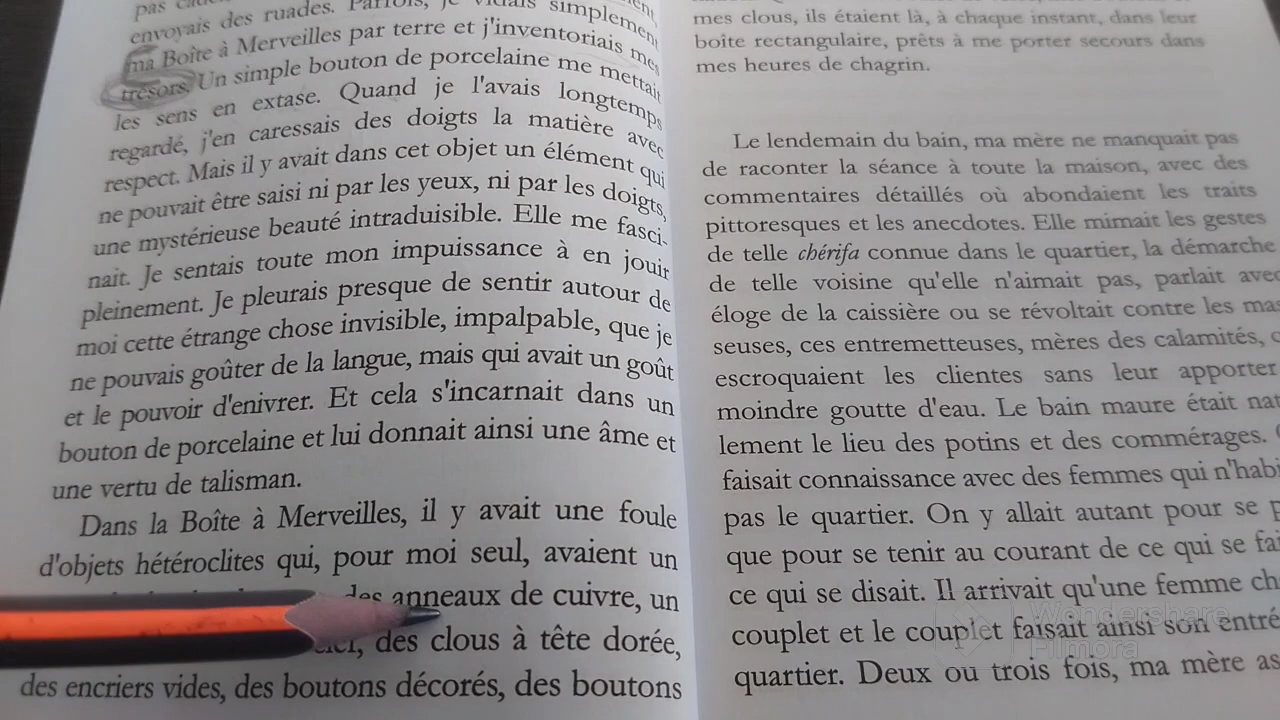 pas
envoyais des ruades. Parfois, je vidais simplement
ma Boîte à Merveilles par terre et j'inventoriais mes
trésors. Un simple bouton de porcelaine me mettait
les sens en extase. Quand je l'avais longtemps
regardé, j'en caressais des doigts la matière avec
respect. Mais il y avait dans cet objet un élément qui
ne pouvait être saisi ni par les yeux, ni par les doigts,
une mystérieuse beauté intraduisible. Elle me fasci-
nait. Je sentais toute mon impuissance à en jouir
pleinement. Je pleurais presque de sentir autour de
moi cette étrange chose invisible, impalpable, que je
ne pouvais goûter de la langue, mais qui avait un goût
et le pouvoir d'enivrer. Et cela s'incarnait dans un
bouton de porcelaine et lui donnait ainsi une âme et
une vertu de talisman.
Dans la Boîte à Merveilles, il y avait une foule
d'objets hétéroclites qui, pour moi seul, avaient un
des anneaux de cuivre, un
des clous à tête dorée,
des encriers vides, des boutons décorés, des boutons
mes clous, ils étaient là, à chaque instant, dans leur
boîte rectangulaire, prêts à me porter secours dans
mes heures de chagrin.
Le lendemain du bain, ma mère ne manquait pas
de raconter la séance à toute la maison, avec des
commentaires détaillés où abondaient les traits
pittoresques et les anecdotes. Elle mimait les gestes
de telle chérifa connue dans le quartier, la démarche
de telle voisine qu'elle n'aimait pas, parlait avec
éloge de la caissière ou se révoltait contre les mas
seuses, ces entremetteuses, mères des calamités,
escroquaient les clientes sans leur apporter
moindre goutte d'eau. Le bain maure était nat
lement le lieu des potins et des commérages.
faisait connaissance avec des femmes qui n'habi
pas le quartier. On y allait autant pour se p
que pour se tenir au courant de ce qui se fai
ce qui se disait. Il arrivait qu'une femme ch
couplet et le couplet faisait ainsi son entré
quartier. Deux ou trois fois, ma mère as
Wondershare
Filmora